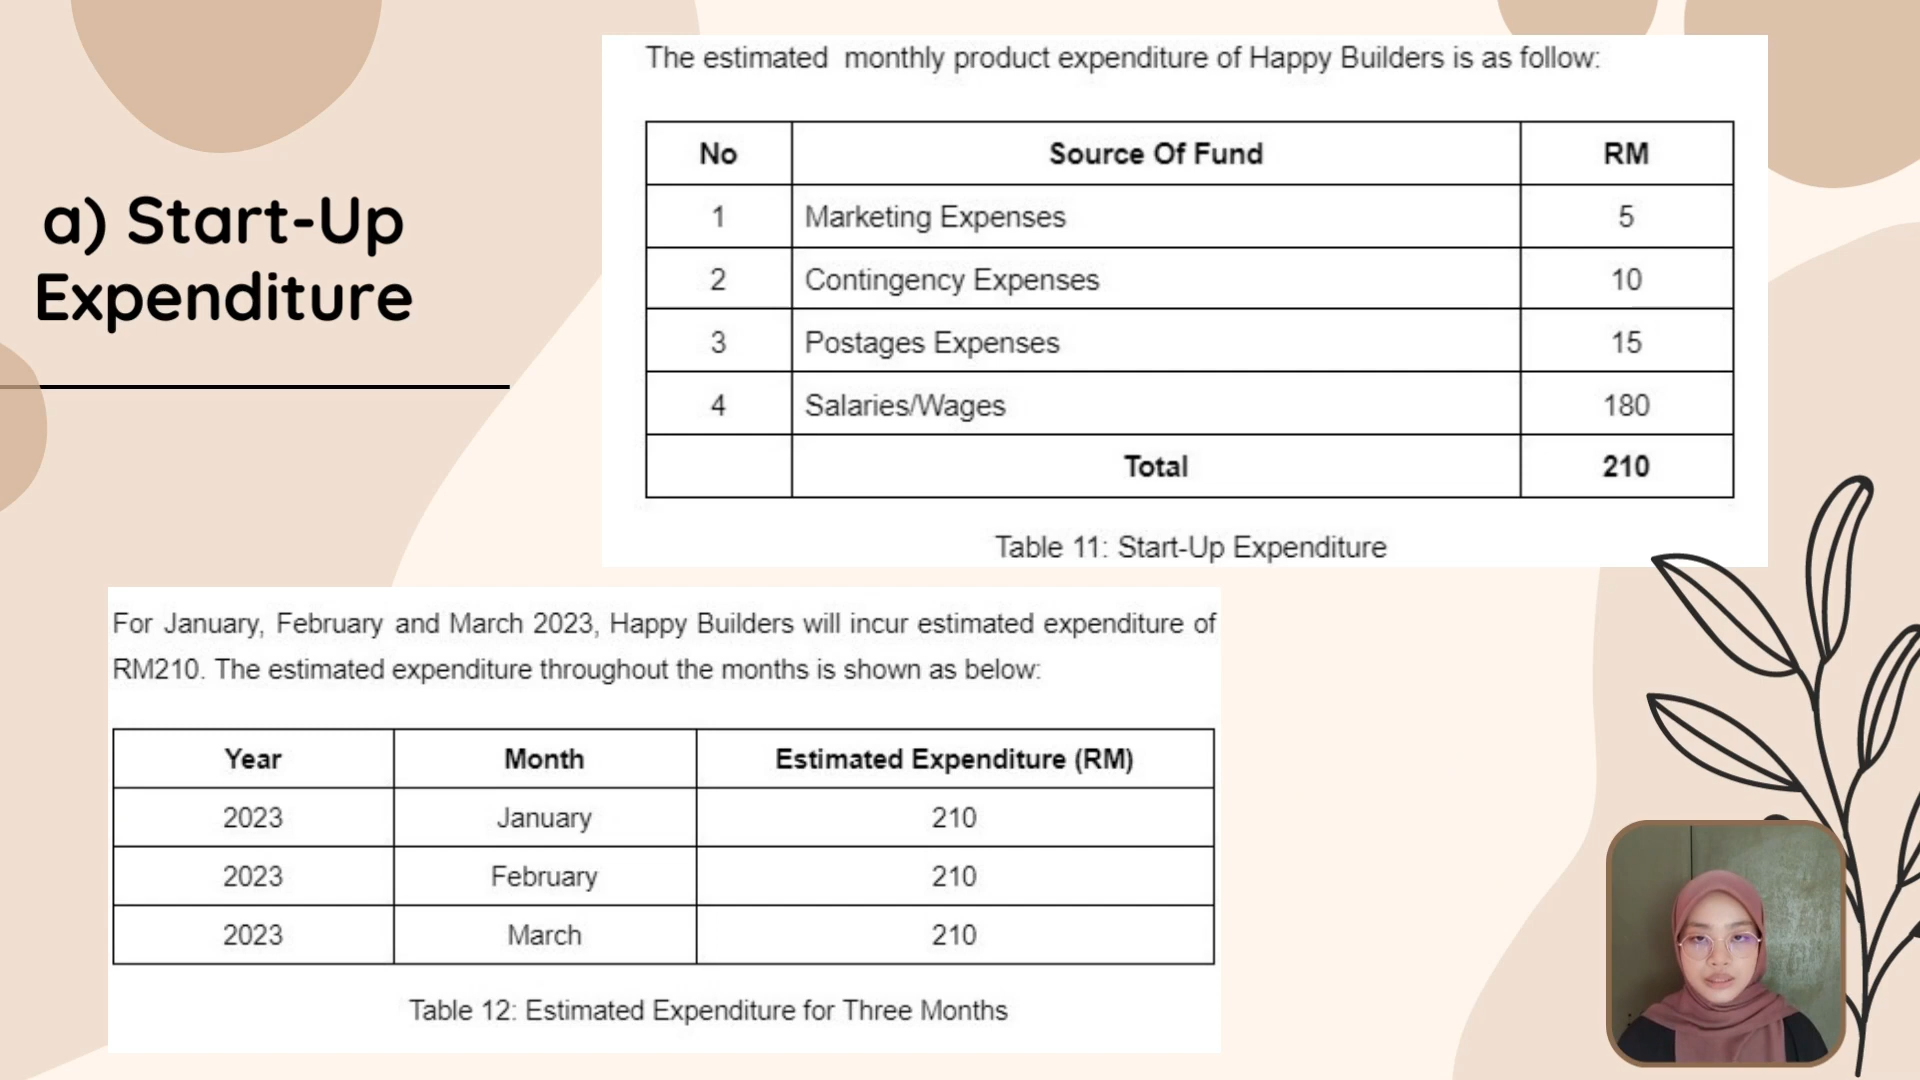 a) Start-Up
Expenditure
The estimated monthly product expenditure of Happy Builders is as follow:
No Source Of Fund RM
1 Marketing Expenses 5
2 Contingency Expenses 10
3 Postages Expenses 15
4 Salaries/Wages 180
Total 210
Table 11: Start-Up Expenditure
For January, February and March 2023, Happy Builders will incur estimated expenditure of
RM210. The estimated expenditure throughout the months is shown as below:
Year Month Estimated Expenditure (RM)
2023 January 210
2023 February 210
2023 March 210
Table 12: Estimated Expenditure for Three Months